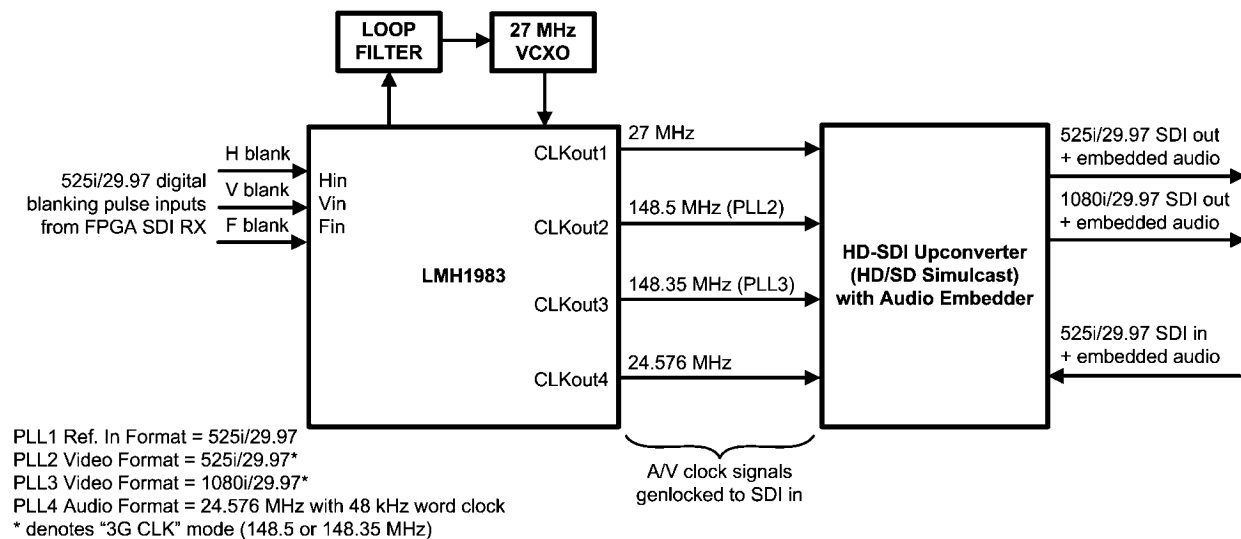 LOOP
FILTER
27 MHz
VCXO
H blank
V blank
F blank
525i/29.97 digital
blanking pulse inputs
from FPGA SDI RX
Hin
Vin
Fin
LMH1983
CLKout1
CLKout2
CLKout3
CLKout4
27 MHz
148.5 MHz (PLL2)
148.35 MHz (PLL3)
24.576 MHz
HD-SDI Upconverter
(HD/SD Simulcast)
with Audio Embedder
525i/29.97 SDI out
+ embedded audio
1080i/29.97 SDI out
+ embedded audio
525i/29.97 SDI in
+ embedded audio
A/V clock signals
genlocked to SDI in
PLL1 Ref. In Format = 525i/29.97
PLL2 Video Format = 525i/29.97*
PLL3 Video Format = 1080i/29.97*
PLL4 Audio Format = 24.576 MHz with 48 kHz word clock
* denotes “3G CLK” mode (148.5 or 148.35 MHz)